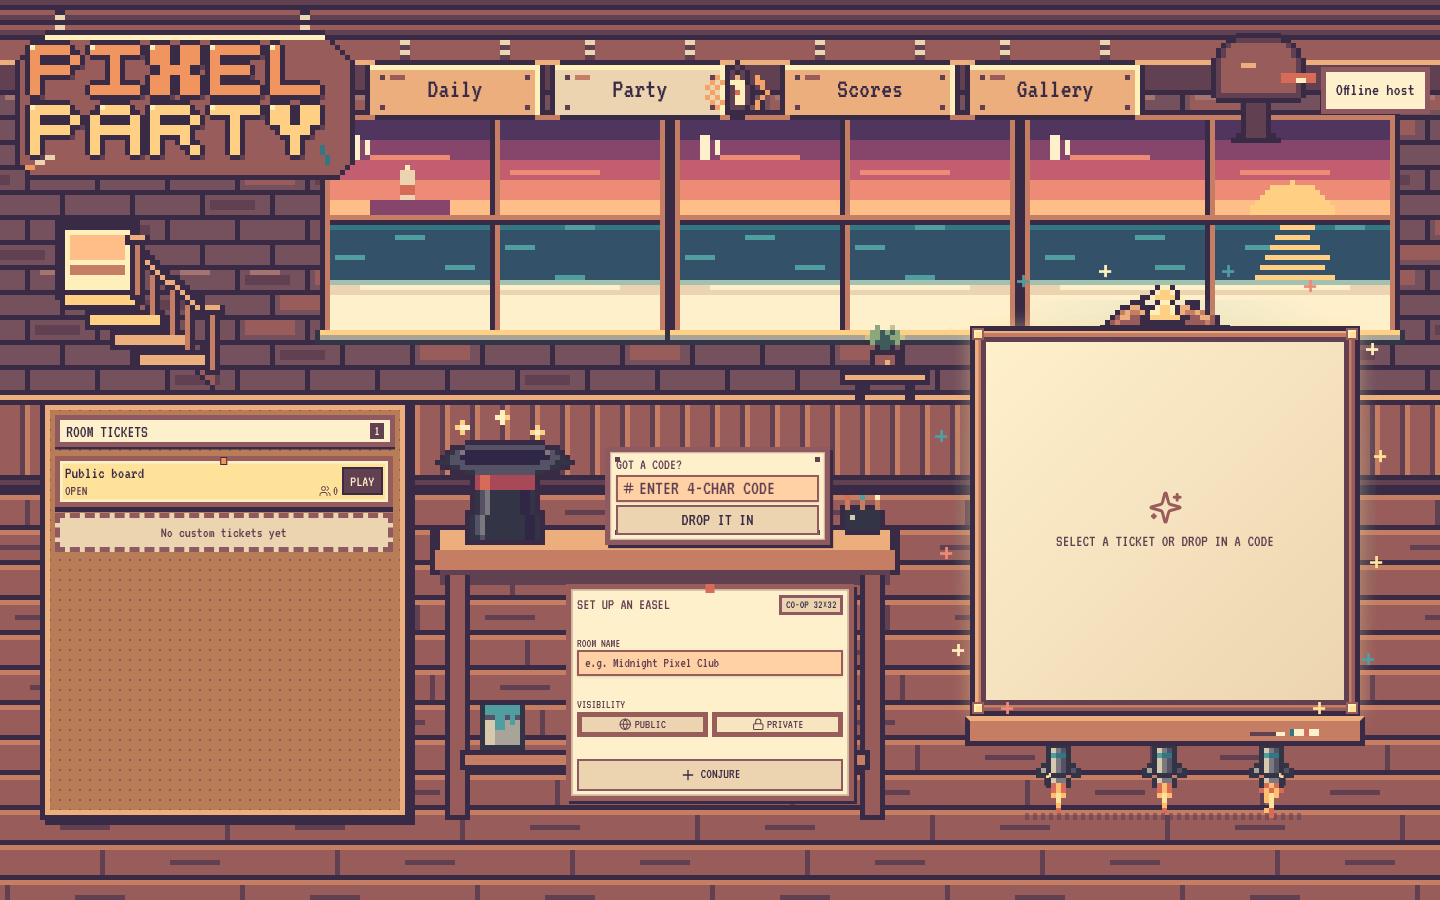 PIXEL
PARTY
Daily
Party
Scores
Gallery
Offline host
ROOM TICKETS
1
Public board
OPEN
0
PLAY
No custom tickets yet
GOT A CODE?
# ENTER 4-CHAR CODE
DROP IT IN
SET UP AN EASEL
CO-OP 32×32
ROOM NAME
e.g. Midnight Pixel Club
VISIBILITY
PUBLIC
PRIVATE
+ CONJURE
SELECT A TICKET OR DROP IN A CODE